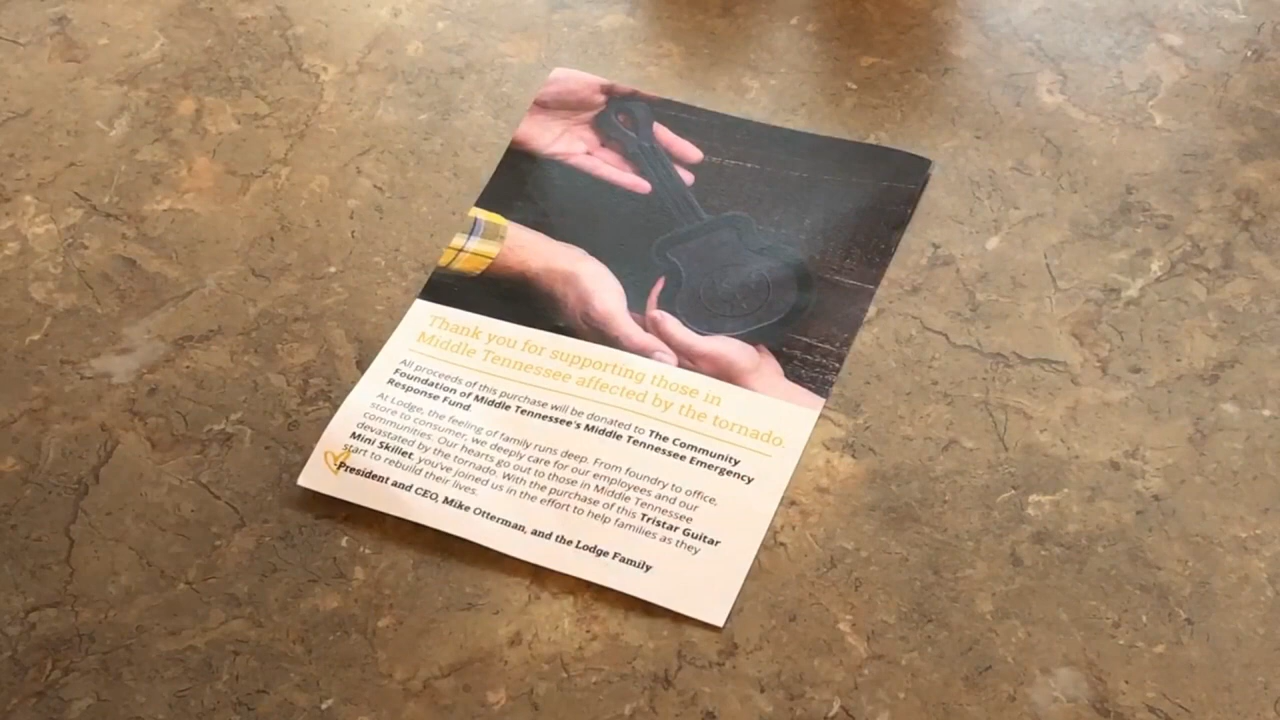 Thank you for supporting those in
Middle Tennessee affected by the tornado.
All proceeds of this purchase will be donated to The Community
Foundation of Middle Tennessee's Middle Tennessee Emergency
Response Fund.
At Lodge, the feeling of family runs deep. From foundry to office,
store to consumer, we deeply care for our employees and our
communities. Our hearts go out to those in Middle Tennessee
devastated by the tornado. With the purchase of this Tristar Guitar
Mini Skillet, you've joined us in the effort to help families as they
start to rebuild their lives.
President and CEO, Mike Otterman, and the Lodge Family